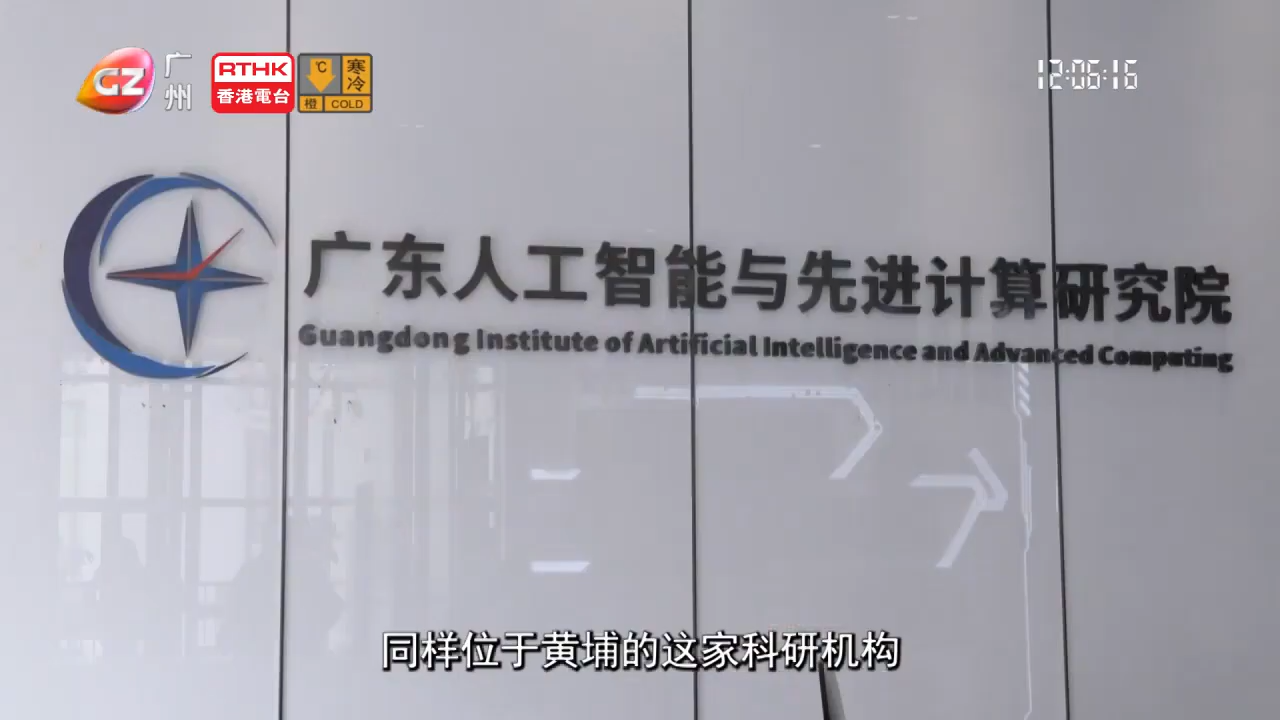 GZ
广州
RTHK
香港電台
℃
寒冷
橙 COLD
12:06:16
广东人工智能与先进计算研究院
Guangdong Institute of Artificial Intelligence and Advanced Computing
同样位于黄埔的这家科研机构